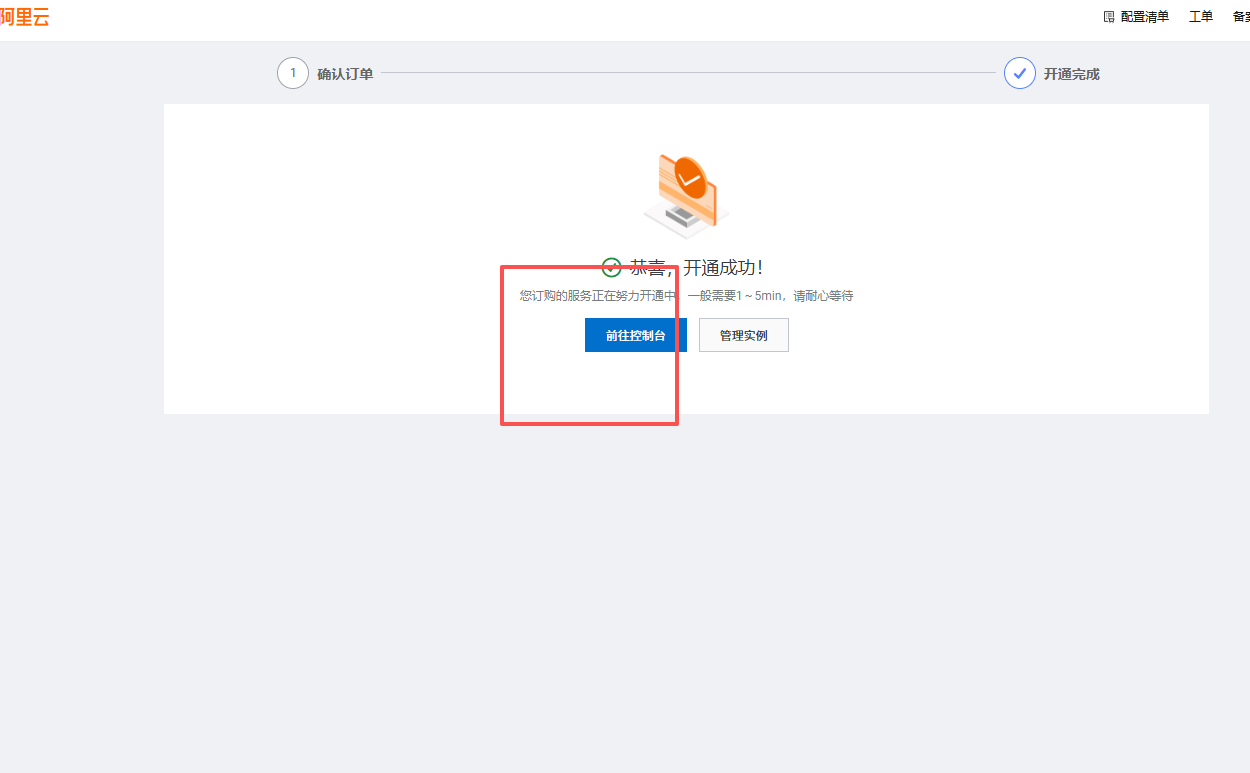 阿里云
配置清单 工单 备案
1 确认订单 开通完成
恭喜，开通成功！
您订购的服务正在努力开通中，一般需要1～5min，请耐心等待
前往控制台 管理实例